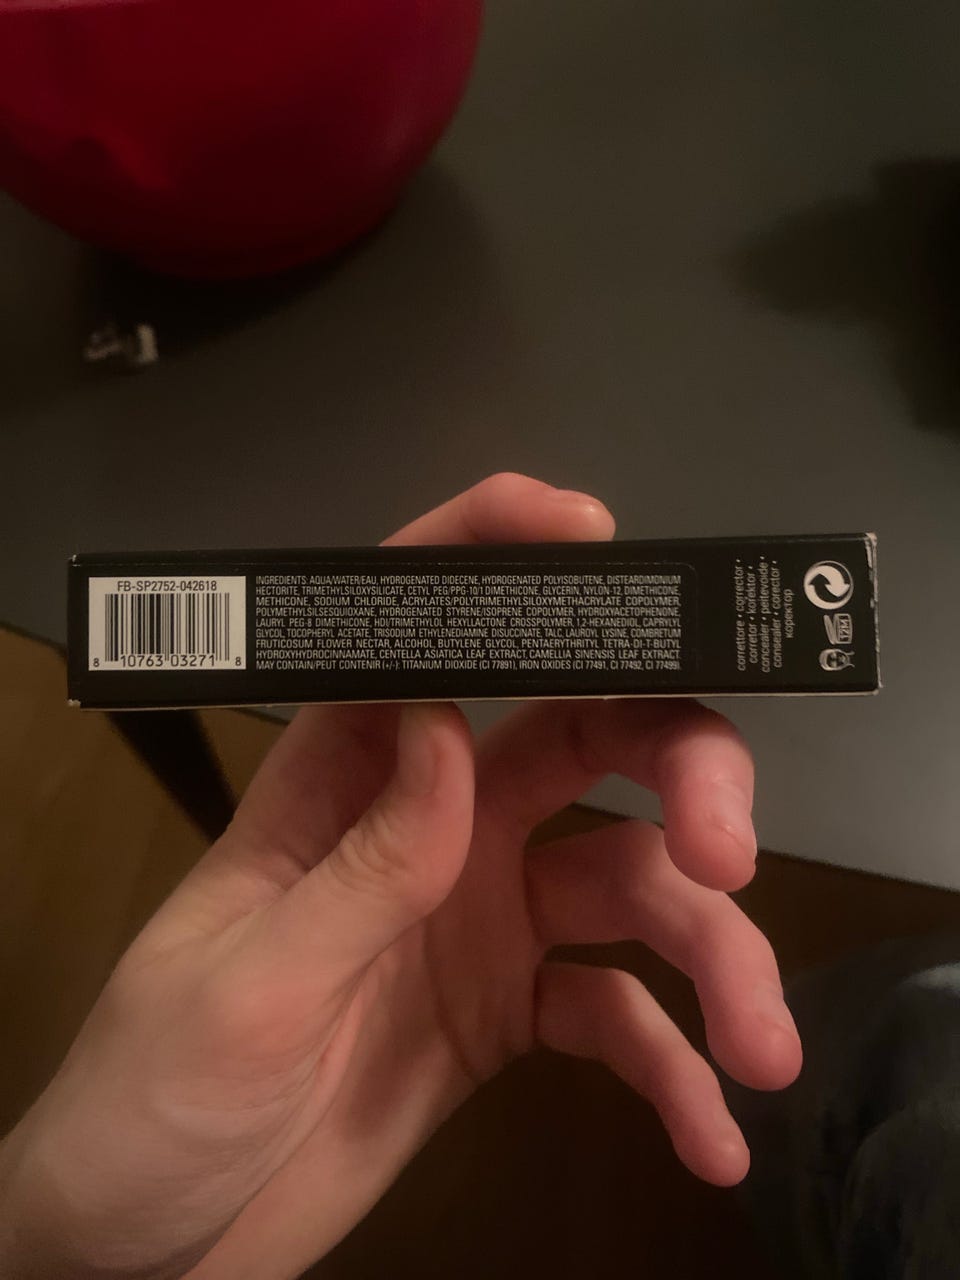 FB-SP2752-042618
8 10763 03271 8
INGREDIENTS: AQUA/WATER/EAU, HYDROGENATED DIDECENE, HYDROGENATED POLYISOBUTENE, DISTEARDIMONIUM
HECTORITE, TRIMETHYLSILOXYSILICATE, CETYL PEG/PPG-10/1 DIMETHICONE, GLYCERIN, NYLON-12, DIMETHICONE,
METHICONE, SODIUM CHLORIDE, ACRYLATES/POLYTRIMETHYLSILOXYMETHACRYLATE COPOLYMER,
POLYMETHYLSILSESQUIOXANE, HYDROGENATED STYRENE/ISOPRENE COPOLYMER, HYDROXYACETOPHENONE,
LAURYL PEG-8 DIMETHICONE, HDI/TRIMETHYLOL HEXYLLACTONE CROSSPOLYMER, 1,2-HEXANEDIOL, CAPRYLYL
GLYCOL, TOCOPHERYL ACETATE, TRISODIUM ETHYLENEDIAMINE DISUCCINATE, TALC, LAUROYL LYSINE, COMBRETUM
FRUTICOSUM FLOWER NECTAR, ALCOHOL, BUTYLENE GLYCOL, PENTAERYTHRITYL TETRA-DI-T-BUTYL
HYDROXYHYDROCINNAMATE, CENTELLA ASIATICA LEAF EXTRACT, CAMELLIA SINENSIS LEAF EXTRACT.
MAY CONTAIN/PEUT CONTENIR (+/-): TITANIUM DIOXIDE (CI 77891), IRON OXIDES (CI 77491, CI 77492, CI 77499).
correttore • corrector •
corretor • korektor •
concealer • peitevoide •
consealer • corector •
коректор
12M